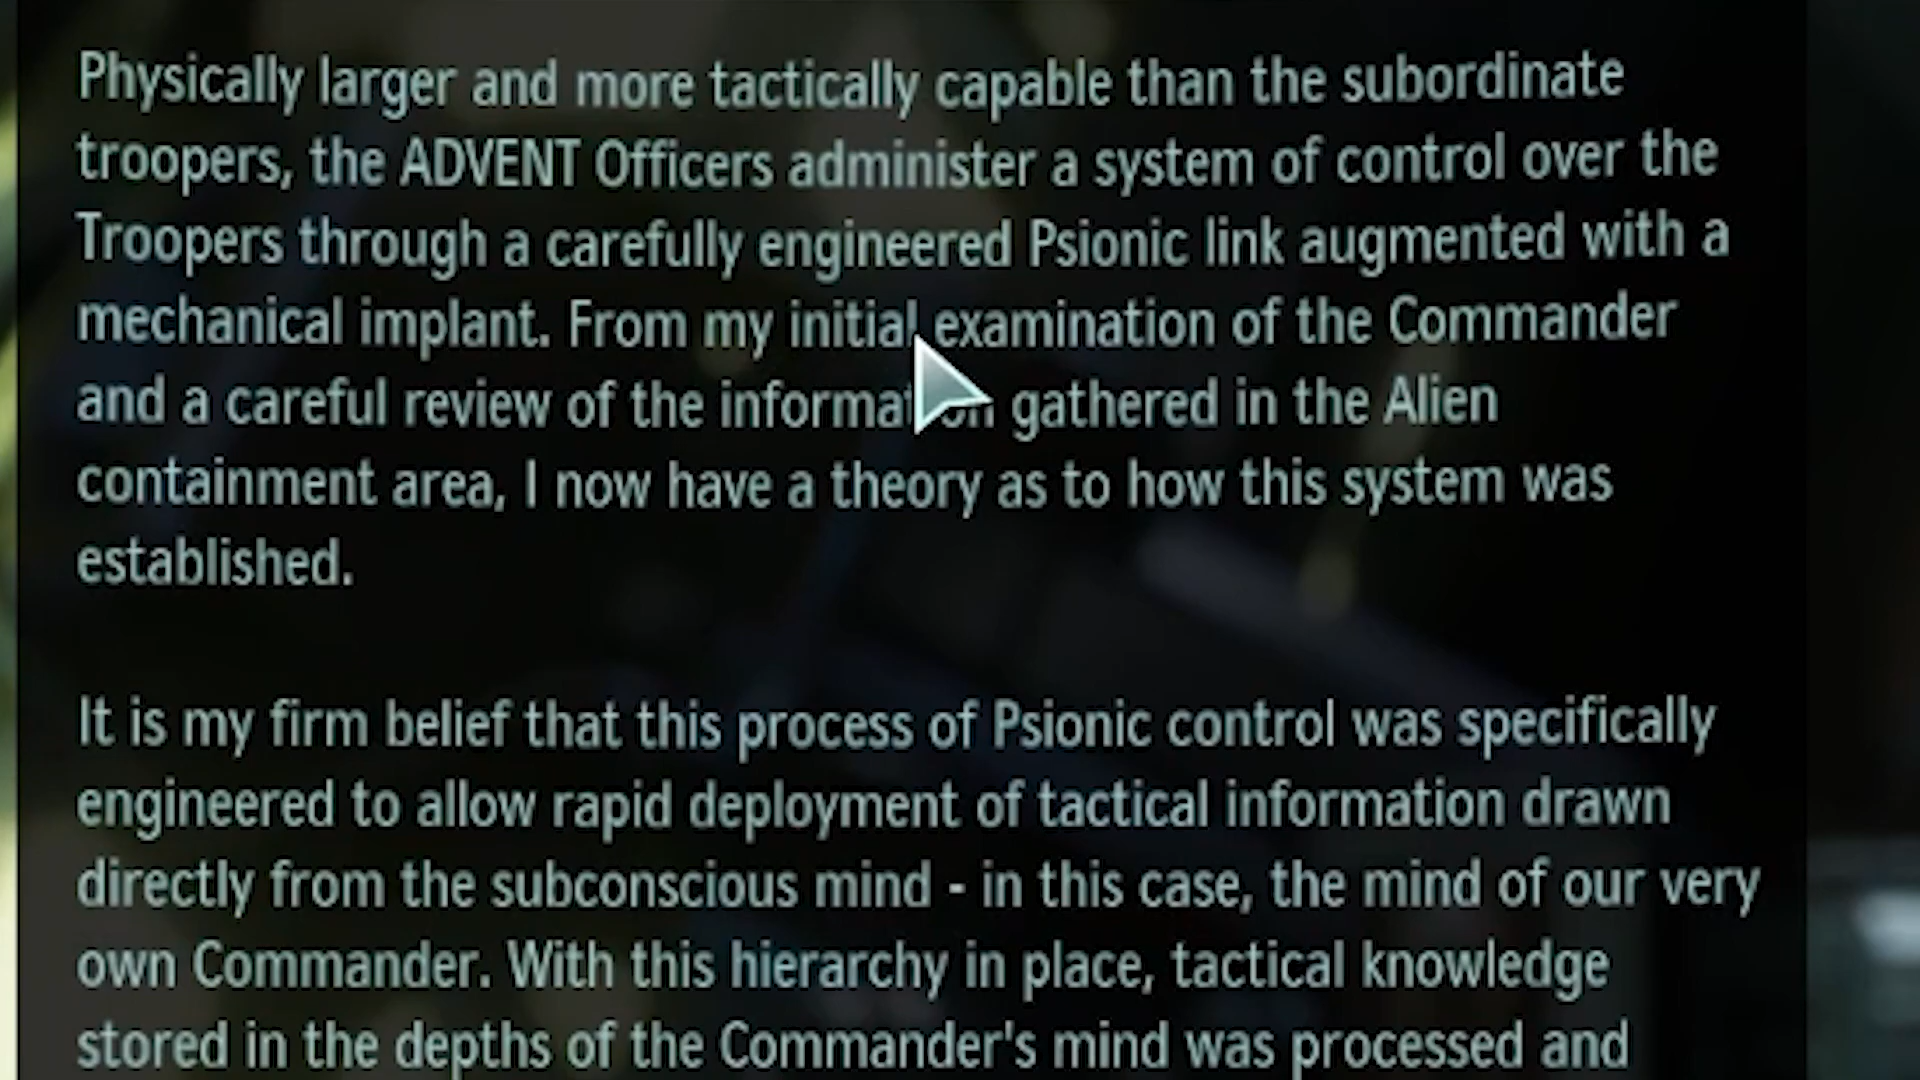 Physically larger and more tactically capable than the subordinate
troopers, the ADVENT Officers administer a system of control over the
Troopers through a carefully engineered Psionic link augmented with a
mechanical implant. From my initial examination of the Commander
and a careful review of the information gathered in the Alien
containment area, I now have a theory as to how this system was
established.
It is my firm belief that this process of Psionic control was specifically
engineered to allow rapid deployment of tactical information drawn
directly from the subconscious mind - in this case, the mind of our very
own Commander. With this hierarchy in place, tactical knowledge
stored in the depths of the Commander's mind was processed and